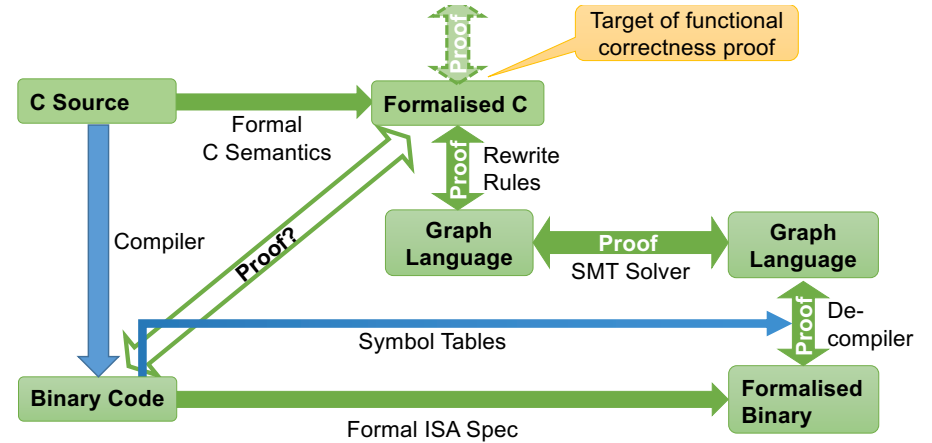 Proof
Target of functional
correctness proof
C Source
Formalised C
Formal
C Semantics
Proof
Rewrite
Rules
Compiler
Proof?
Graph
Language
Proof
SMT Solver
Graph
Language
Symbol Tables
Proof
De-
compiler
Binary Code
Formal ISA Spec
Formalised
Binary